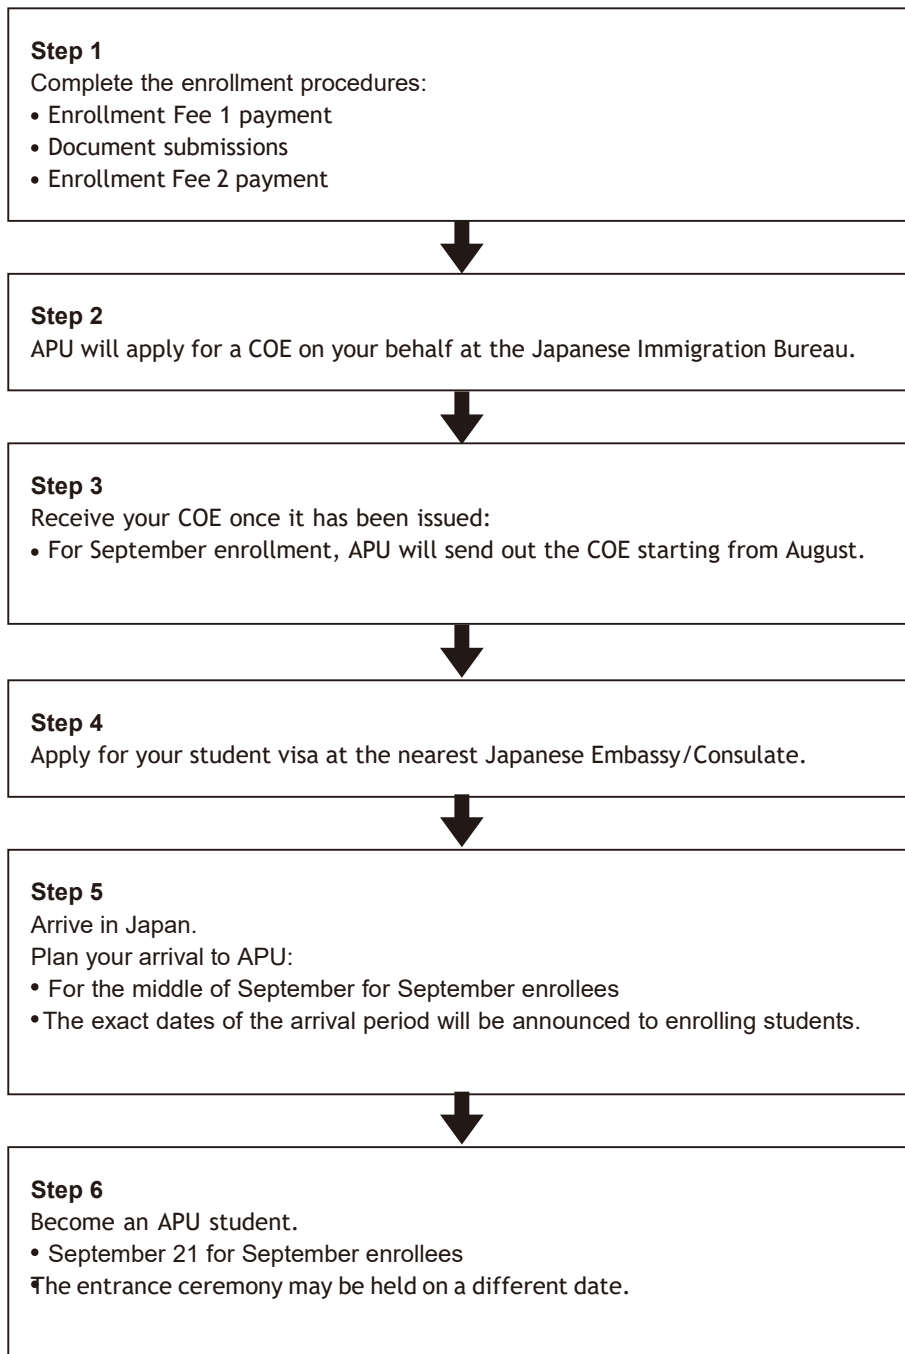 Step 1
Complete the enrollment procedures:
• Enrollment Fee 1 payment
• Document submissions
• Enrollment Fee 2 payment
Step 2
APU will apply for a COE on your behalf at the Japanese Immigration Bureau.
Step 3
Receive your COE once it has been issued:
• For September enrollment, APU will send out the COE starting from August.
Step 4
Apply for your student visa at the nearest Japanese Embassy/Consulate.
Step 5
Arrive in Japan.
Plan your arrival to APU:
• For the middle of September for September enrollees
• The exact dates of the arrival period will be announced to enrolling students.
Step 6
Become an APU student.
• September 21 for September enrollees
• The entrance ceremony may be held on a different date.